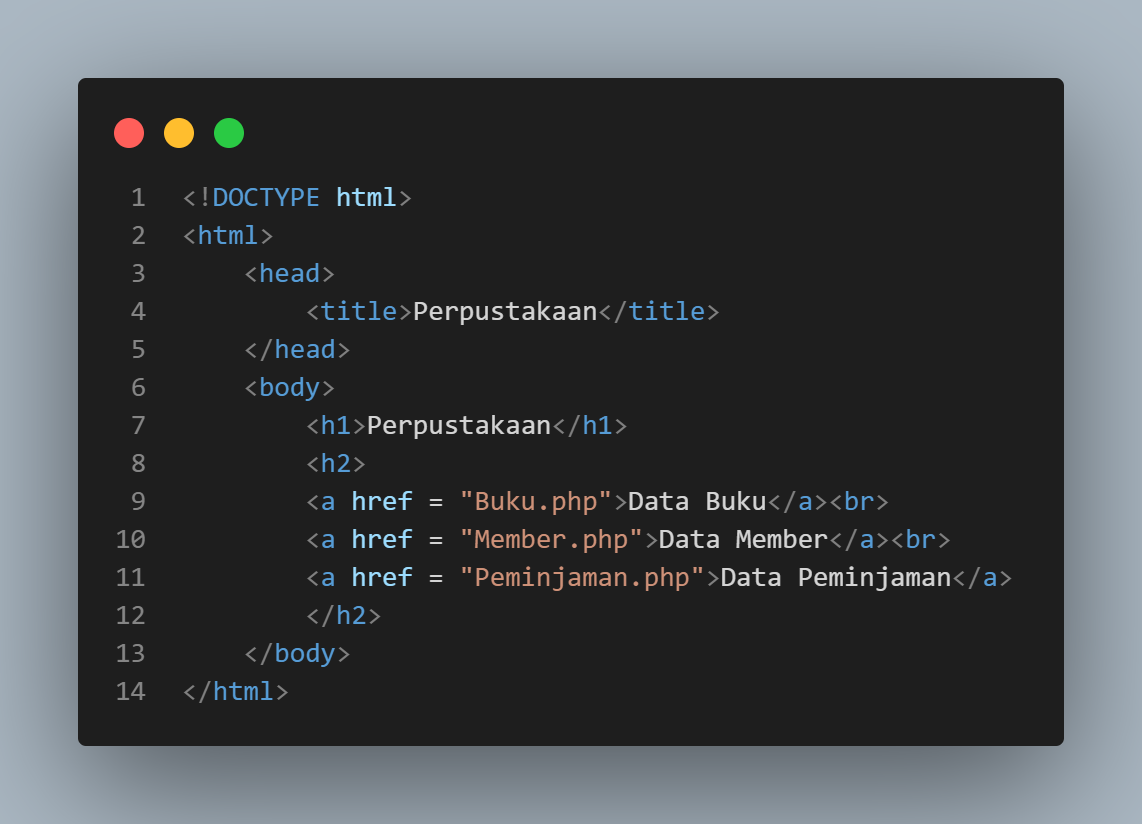 1 <!DOCTYPE html>
2 <html>
3     <head>
4         <title>Perpustakaan</title>
5     </head>
6     <body>
7         <h1>Perpustakaan</h1>
8         <h2>
9         <a href = "Buku.php">Data Buku</a><br>
10         <a href = "Member.php">Data Member</a><br>
11         <a href = "Peminjaman.php">Data Peminjaman</a>
12         </h2>
13     </body>
14 </html>